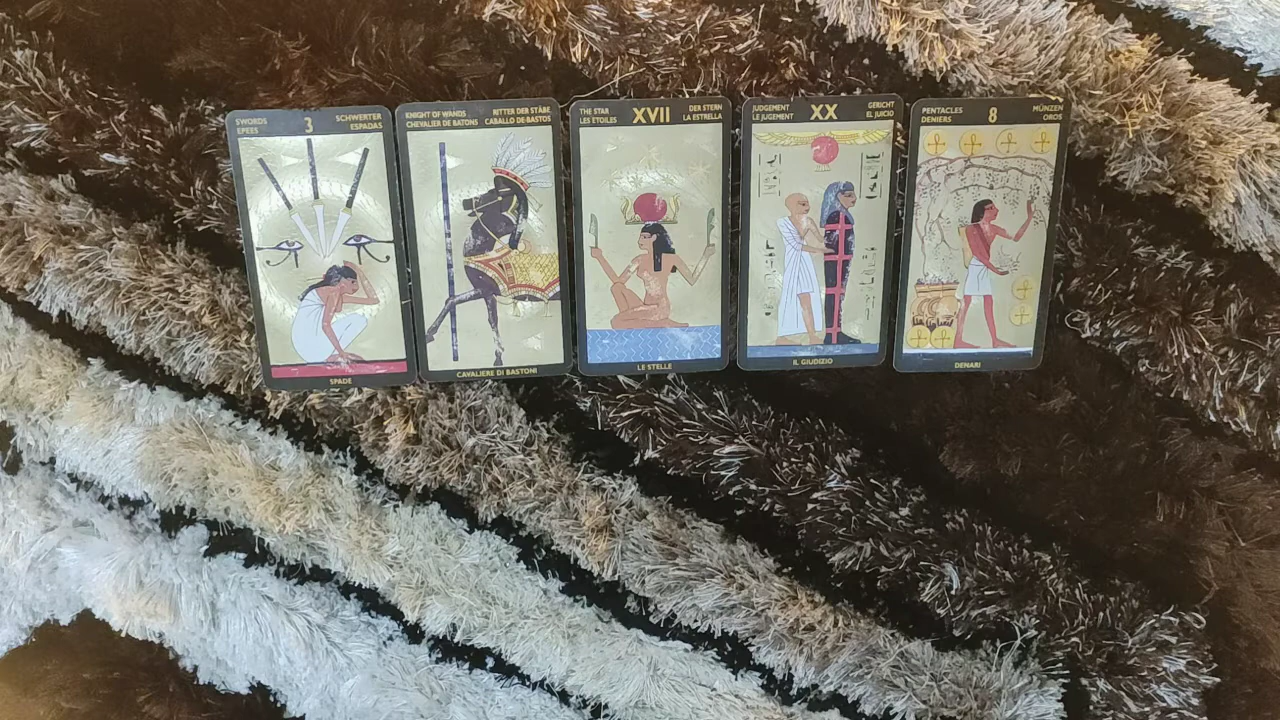 SWORDS
EPEES
3
SCHWERTER
ESPADAS
SPADE
KNIGHT OF WANDS
CHEVALIER DE BATONS
RITTER DER STÄBE
CABALLO DE BASTOS
CAVALIERE DI BASTONI
THE STAR
LES ETOILES
XVII
DER STERN
LA ESTRELLA
LE STELLE
JUDGEMENT
LE JUGEMENT
XX
GERICHT
EL JUICIO
IL GIUDIZIO
PENTACLES
DENIERS
8
MÜNZEN
OROS
DENARI